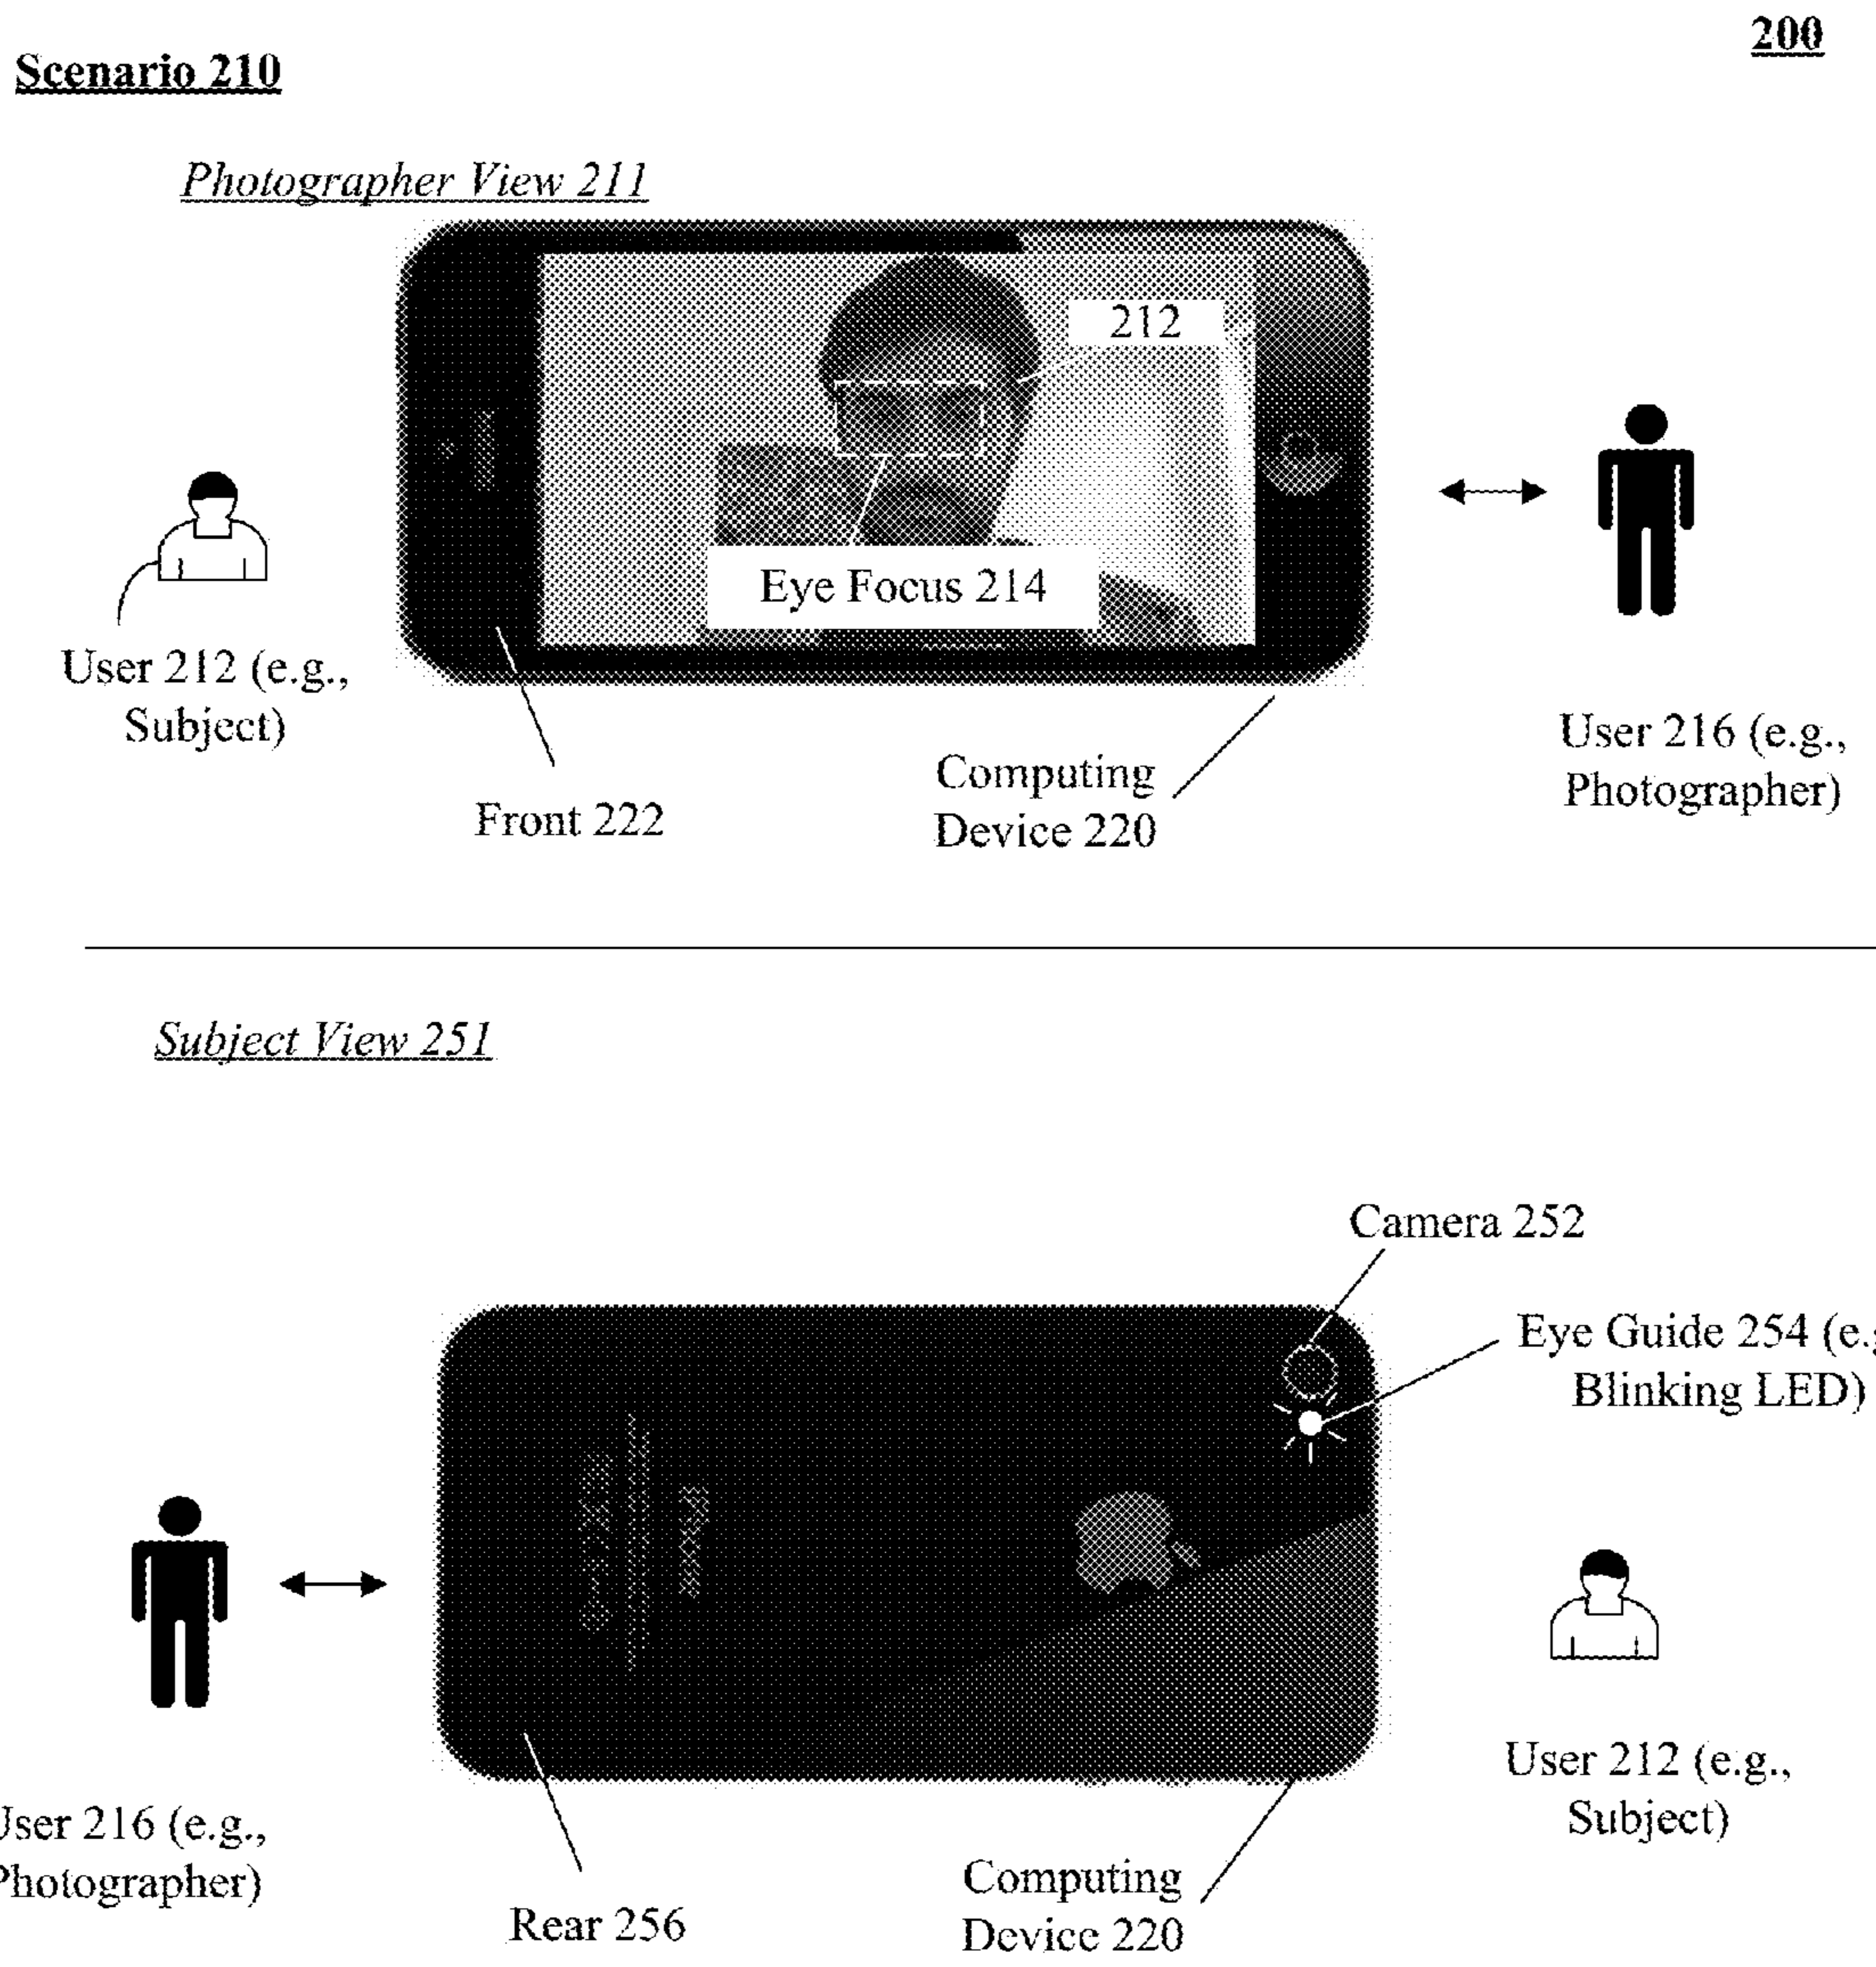 200
Scenario 210
Photographer View 211
212
Eye Focus 214
User 212 (e.g.,
Subject)
Front 222
Computing
Device 220
User 216 (e.g.,
Photographer)
Subject View 251
Camera 252
Eye Guide 254 (e.g
Blinking LED)
User 216 (e.g.,
Photographer)
Rear 256
Computing
Device 220
User 212 (e.g.,
Subject)